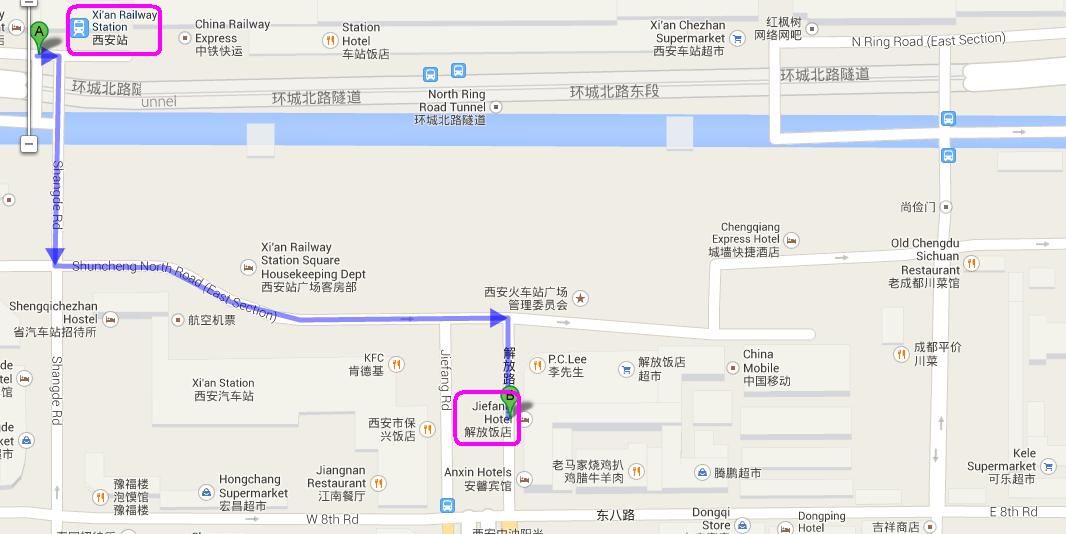 A
Xi'an Railway
Station
西安站
China Railway
Express
中铁快运
Station
Hotel
车站饭店
Xi'an Chezhan
Supermarket
西安车站超市
红枫树
网络网吧
N Ring Road (East Section)
环城北路隧
unnel
环城北路隧道
North Ring
Road Tunnel
环城北路隧道
环城北路东段
环城北路隧道
Shangde Rd
尚俭门
Chengqiang
Express Hotel
城墙快捷酒店
Old Chengdu
Sichuan
Restaurant
老成都川菜馆
Shuncheng North Road (East Section)
Xi'an Railway
Station Square
Housekeeping Dept
西安站广场客房部
西安火车站广场
管理委员会
Shengqichezhan
Hostel
省汽车站招待所
航空机票
KFC
肯德基
Jiefang Rd
解放路
P.C.Lee
李先生
解放饭店
超市
China
Mobile
中国移动
成都平价
川菜
Shangde Rd
Xi'an Station
西安汽车站
B
Jiefang
Hotel
解放饭店
西安市保
兴饭店
Anxin Hotels
安馨宾馆
老马家烧鸡扒
鸡腊牛羊肉
腾鹏超市
Kele
Supermarket
可乐超市
豫福楼
泡馍馆
豫福楼
Hongchang
Supermarket
宏昌超市
Jiangnan
Restaurant
江南餐厅
W 8th Rd
东八路
Dongqi
Store
Dongping
Hotel
吉祥商店
E 8th Rd